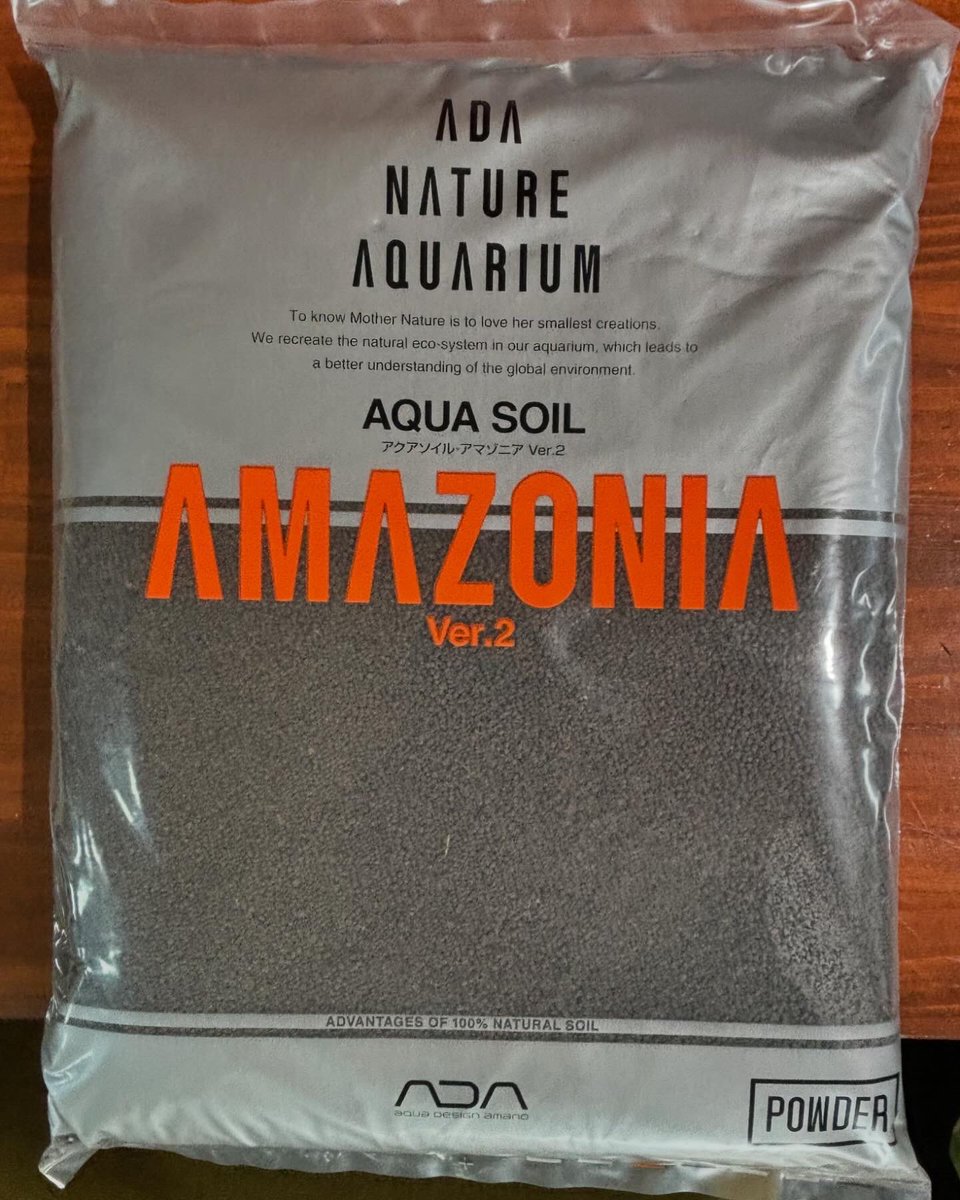 ADA
NATURE
AQUARIUM
To know Mother Nature is to love her smallest creations.
We recreate the natural eco-system in our aquarium, which leads to
a better understanding of the global environment.
AQUA SOIL
アクアソイル-アマゾニア Ver.2
AMAZONIA
Ver.2
ADVANTAGES OF 100% NATURAL SOIL
ADA
aqua design amano
POWDER